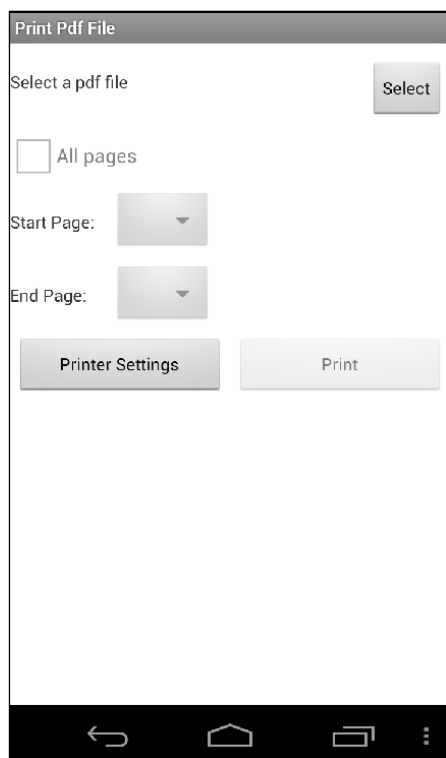 Print Pdf File
Select a pdf file
Select
All pages
Start Page:
End Page:
Printer Settings
Print